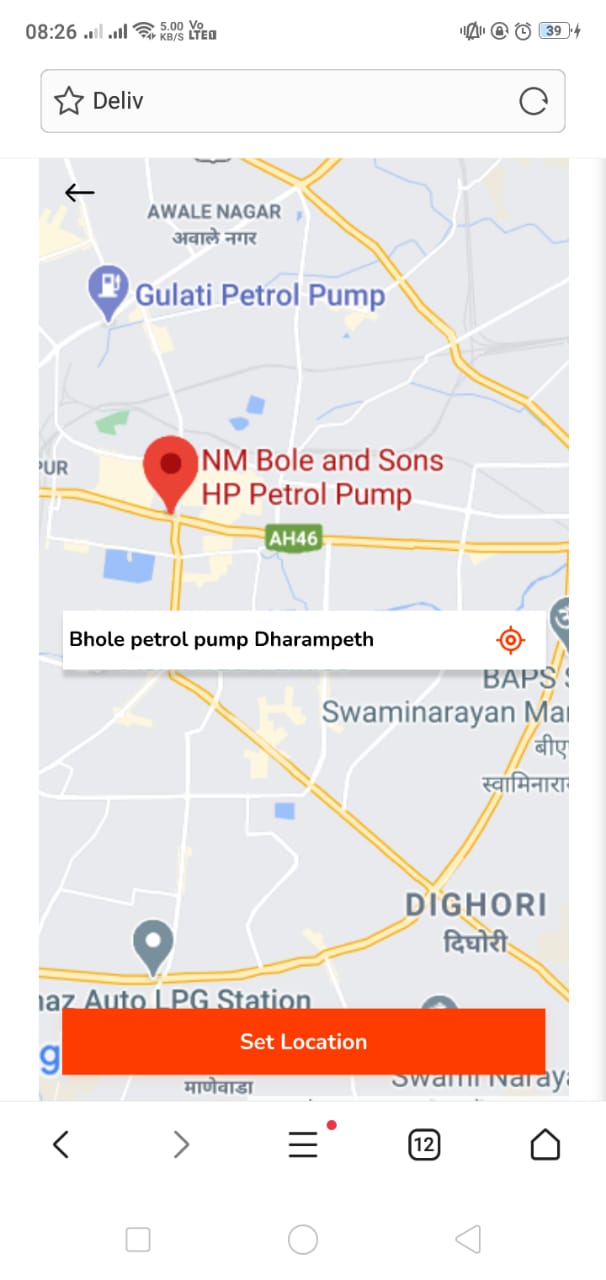 08:26 5.00 KB/S Vo LTE 39
Deliv
AWALE NAGAR
अवाले नगर
Gulati Petrol Pump
PUR
NM Bole and Sons
HP Petrol Pump
AH46
Bhole petrol pump Dharampeth
BAPS
Swaminarayan Ma
बीए
स्वामिनारा
DIGHORI
दिघोरी
az Auto LPG Station
Set Location
g
Swami Naray
माणेवाडा
12